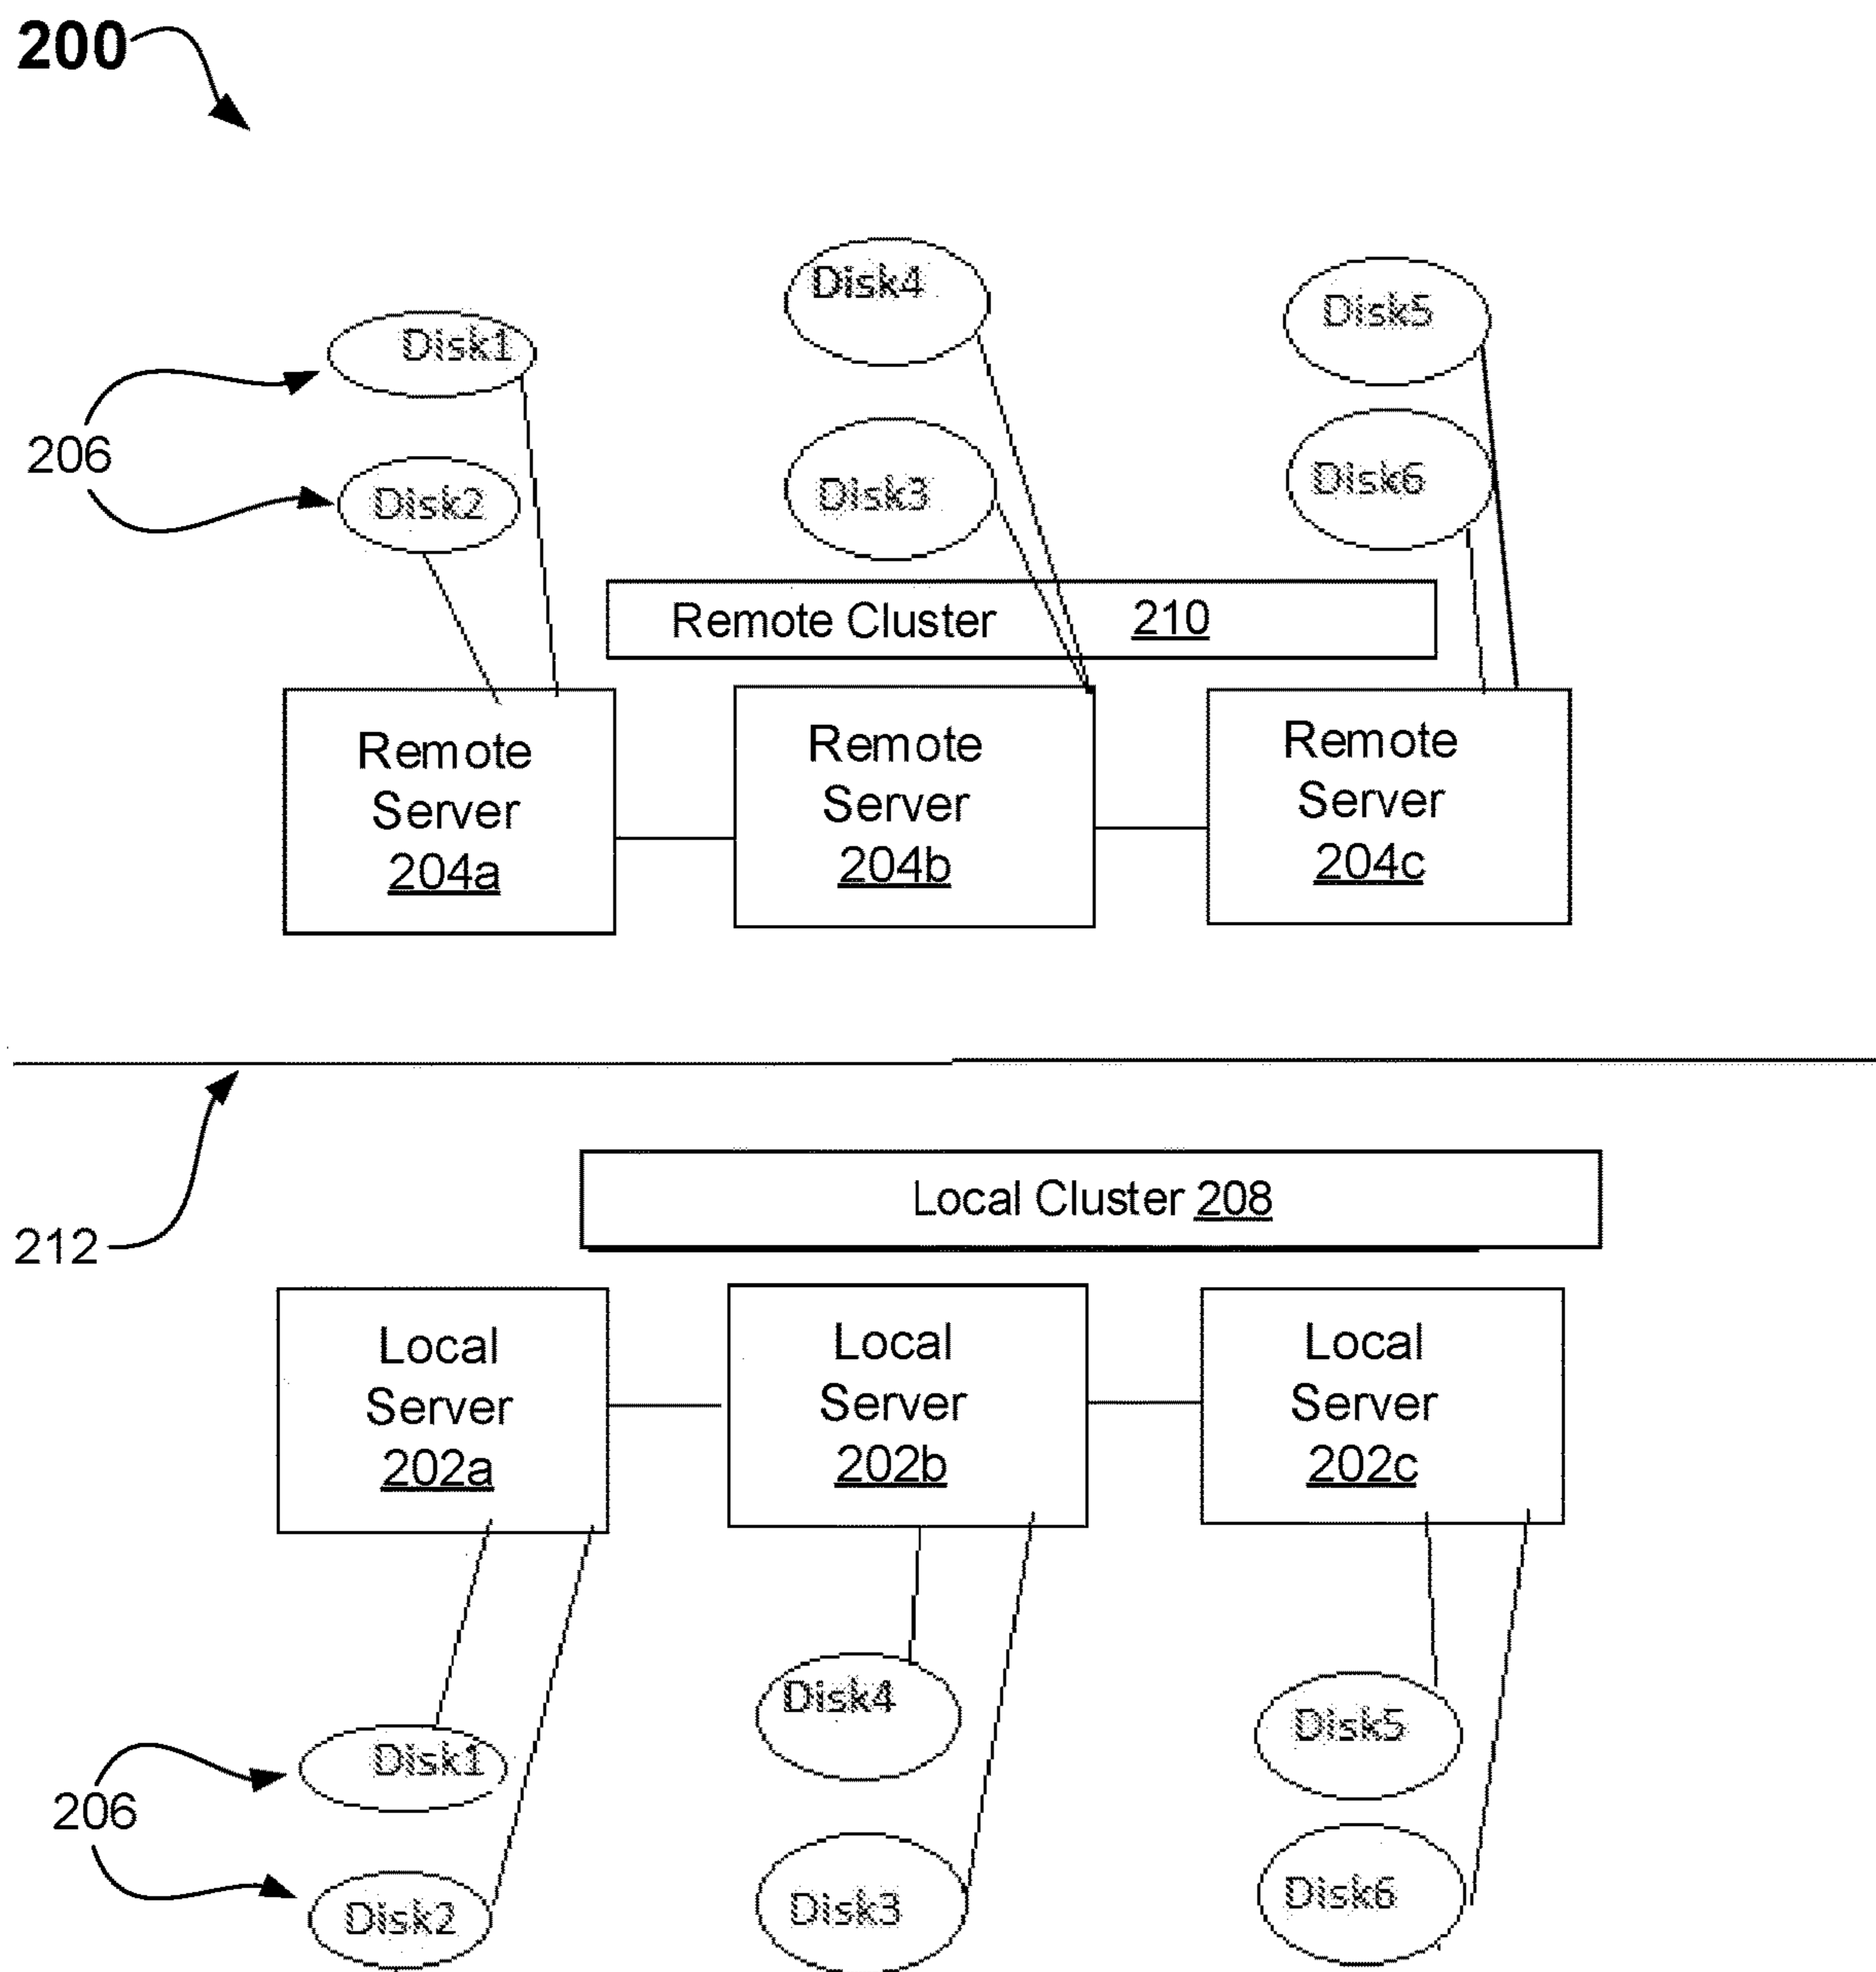 200
Disk4
Disk5
Disk1
206
Disk2
Disk3
Disk6
Remote Cluster 210
Remote
Server
204a
Remote
Server
204b
Remote
Server
204c
212
Local Cluster 208
Local
Server
202a
Local
Server
202b
Local
Server
202c
Disk4
Disk5
Disk1
206
Disk2
Disk3
Disk6